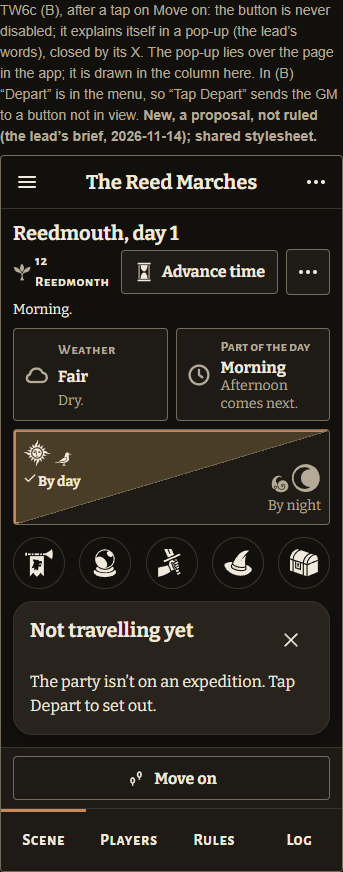 TW6c (B), after a tap on Move on: the button is never
disabled; it explains itself in a pop-up (the lead’s
words), closed by its X. The pop-up lies over the page
in the app; it is drawn in the column here. In (B)
“Depart” is in the menu, so “Tap Depart” sends the GM
to a button not in view. New, a proposal, not ruled
(the lead’s brief, 2026-11-14); shared stylesheet.
The Reed Marches
Reedmouth, day 1
12
Reedmonth
Advance time
Morning.
Weather
Fair
Dry.
Part of the day
Morning
Afternoon
comes next.
By day
By night
Not travelling yet
The party isn’t on an expedition. Tap
Depart to set out.
Move on
Scene
Players
Rules
Log